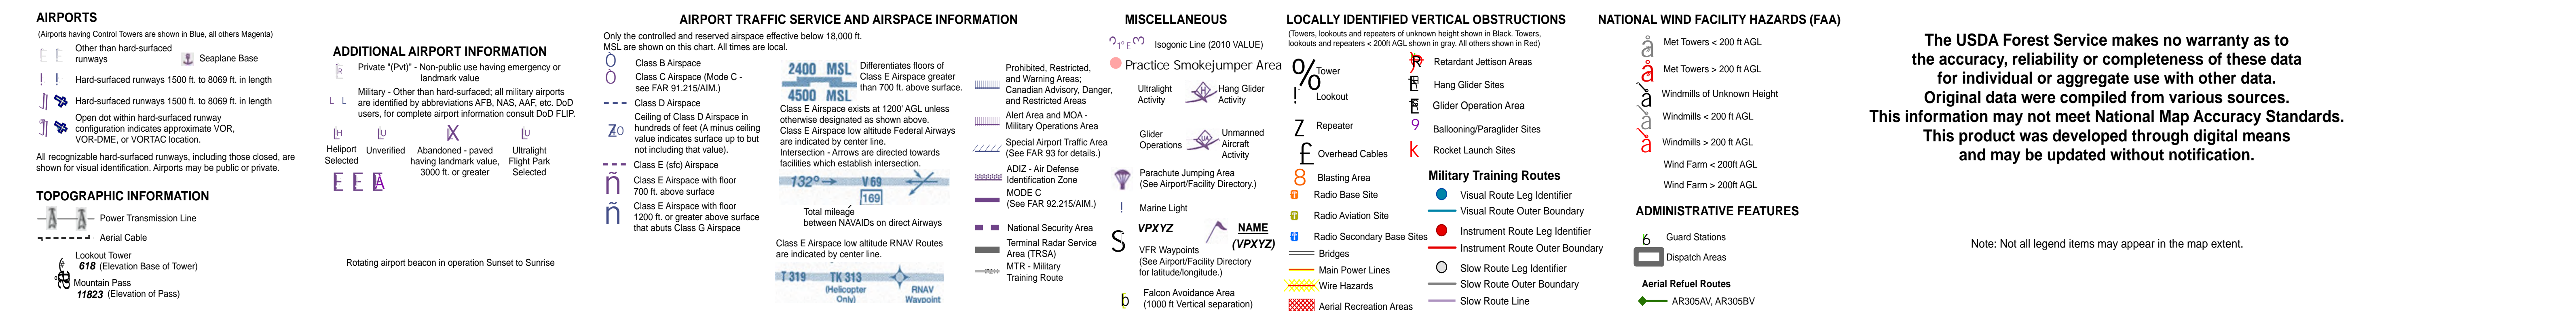 AIRPORTS
(Airports having Control Towers are shown in Blue, all others Magenta)
Other than hard-surfaced
runways
Seaplane Base
Hard-surfaced runways 1500 ft. to 8069 ft. in length
Hard-surfaced runways 1500 ft. to 8069 ft. in length
Open dot within hard-surfaced runway
configuration indicates approximate VOR,
VOR-DME, or VORTAC location.
All recognizable hard-surfaced runways, including those closed, are
shown for visual identification. Airports may be public or private.
TOPOGRAPHIC INFORMATION
Power Transmission Line
Aerial Cable
Lookout Tower
618 (Elevation Base of Tower)
Mountain Pass
11823 (Elevation of Pass)
ADDITIONAL AIRPORT INFORMATION
Private "(Pvt)" - Non-public use having emergency or
landmark value
Military - Other than hard-surfaced; all military airports
are identified by abbreviations AFB, NAS, AAF, etc. DoD
users, for complete airport information consult DoD FLIP.
Heliport
Selected
Unverified
Abandoned - paved
having landmark value,
3000 ft. or greater
Ultralight
Flight Park
Selected
Rotating airport beacon in operation Sunset to Sunrise
AIRPORT TRAFFIC SERVICE AND AIRSPACE INFORMATION
Only the controlled and reserved airspace effective below 18,000 ft.
MSL are shown on this chart. All times are local.
Class B Airspace
Class C Airspace (Mode C -
see FAR 91.215/AIM.)
Class D Airspace
Ceiling of Class D Airspace in
hundreds of feet (A minus ceiling
value indicates surface up to but
not including that value).
Class E (sfc) Airspace
Class E Airspace with floor
700 ft. above surface
Class E Airspace with floor
1200 ft. or greater above surface
that abuts Class G Airspace
2400 MSL
4500 MSL
Differentiates floors of
Class E Airspace greater
than 700 ft. above surface.
Class E Airspace exists at 1200' AGL unless
otherwise designated as shown above.
Class E Airspace low altitude Federal Airways
are indicated by center line.
Intersection - Arrows are directed towards
facilities which establish intersection.
132° V 69
169
Total mileage
between NAVAIDs on direct Airways
Class E Airspace low altitude RNAV Routes
are indicated by center line.
T 319 TK 313
(Helicopter
Only)
RNAV
Waypoint
Prohibited, Restricted,
and Warning Areas;
Canadian Advisory, Danger,
and Restricted Areas
Alert Area and MOA -
Military Operations Area
Special Airport Traffic Area
(See FAR 93 for details.)
ADIZ - Air Defense
Identification Zone
MODE C
(See FAR 92.215/AIM.)
National Security Area
Terminal Radar Service
Area (TRSA)
MTR - Military
Training Route
MISCELLANEOUS
Isogonic Line (2010 VALUE)
Practice Smokejumper Area
Ultralight
Activity
Hang Glider
Activity
Glider
Operations
Unmanned
Aircraft
Activity
Parachute Jumping Area
(See Airport/Facility Directory.)
Marine Light
VPXYZ
NAME
(VPXYZ)
VFR Waypoints
(See Airport/Facility Directory
for latitude/longitude.)
Falcon Avoidance Area
(1000 ft Vertical separation)
LOCALLY IDENTIFIED VERTICAL OBSTRUCTIONS
(Towers, lookouts and repeaters of unknown height shown in Black. Towers,
lookouts and repeaters < 200ft AGL shown in gray. All others shown in Red)
Tower
Lookout
Repeater
Overhead Cables
Blasting Area
Radio Base Site
Radio Aviation Site
Radio Secondary Base Sites
Bridges
Main Power Lines
Wire Hazards
Aerial Recreation Areas
Retardant Jettison Areas
Hang Glider Sites
Glider Operation Area
Ballooning/Paraglider Sites
Rocket Launch Sites
Military Training Routes
Visual Route Leg Identifier
Visual Route Outer Boundary
Instrument Route Leg Identifier
Instrument Route Outer Boundary
Slow Route Leg Identifier
Slow Route Outer Boundary
Slow Route Line
NATIONAL WIND FACILITY HAZARDS (FAA)
Met Towers < 200 ft AGL
Met Towers > 200 ft AGL
Windmills of Unknown Height
Windmills < 200 ft AGL
Windmills > 200 ft AGL
Wind Farm < 200ft AGL
Wind Farm > 200ft AGL
ADMINISTRATIVE FEATURES
Guard Stations
Dispatch Areas
Aerial Refuel Routes
AR305AV, AR305BV
The USDA Forest Service makes no warranty as to
the accuracy, reliability or completeness of these data
for individual or aggregate use with other data.
Original data were compiled from various sources.
This information may not meet National Map Accuracy Standards.
This product was developed through digital means
and may be updated without notification.
Note: Not all legend items may appear in the map extent.